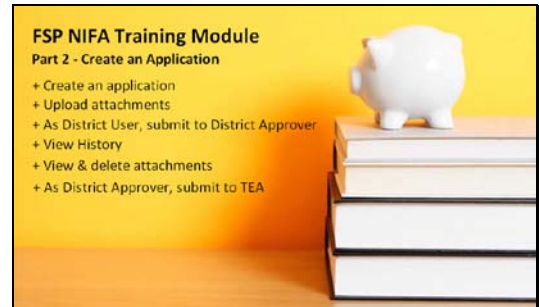 FSP NIFA Training Module
Part 2 - Create an Application
+ Create an application
+ Upload attachments
+ As District User, submit to District Approver
+ View History
+ View & delete attachments
+ As District Approver, submit to TEA